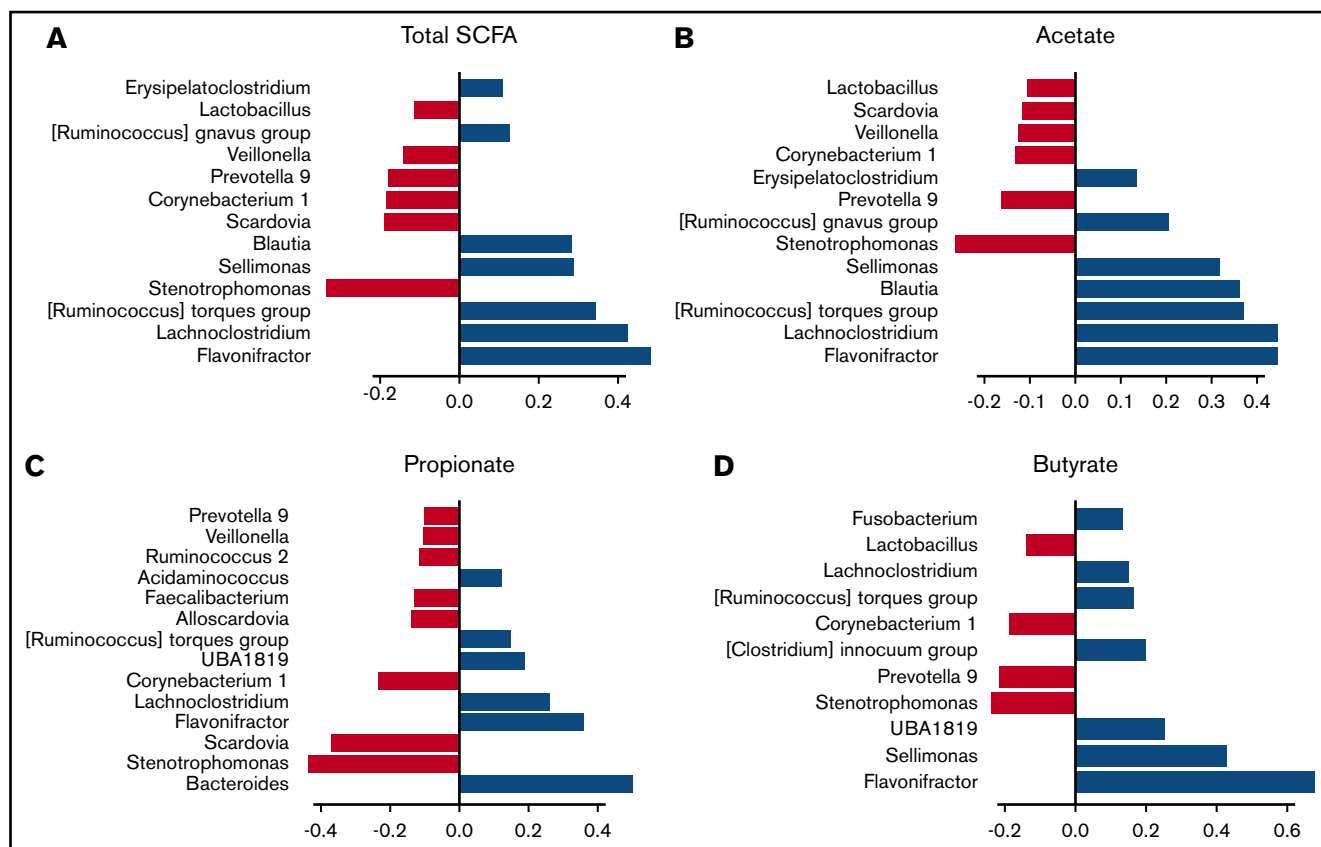 A
Total SCFA
Erysipelatoclostridium
Lactobacillus
[Ruminococcus] gnavus group
Veillonella
Prevotella 9
Corynebacterium 1
Scardovia
Blautia
Sellimonas
Stenotrophomonas
[Ruminococcus] torques group
Lachnoclostridium
Flavonifractor
-0.2 0.0 0.2 0.4
B
Acetate
Lactobacillus
Scardovia
Veillonella
Corynebacterium 1
Erysipelatoclostridium
Prevotella 9
[Ruminococcus] gnavus group
Stenotrophomonas
Sellimonas
Blautia
[Ruminococcus] torques group
Lachnoclostridium
Flavonifractor
-0.2 -0.1 0.0 0.1 0.2 0.3 0.4
C
Propionate
Prevotella 9
Veillonella
Ruminococcus 2
Acidaminococcus
Faecalibacterium
Alloscardovia
[Ruminococcus] torques group
UBA1819
Corynebacterium 1
Lachnoclostridium
Flavonifractor
Scardovia
Stenotrophomonas
Bacteroides
-0.4 -0.2 0.0 0.2 0.4
D
Butyrate
Fusobacterium
Lactobacillus
Lachnoclostridium
[Ruminococcus] torques group
Corynebacterium 1
[Clostridium] innocuum group
Prevotella 9
Stenotrophomonas
UBA1819
Sellimonas
Flavonifractor
-0.2 0.0 0.2 0.4 0.6